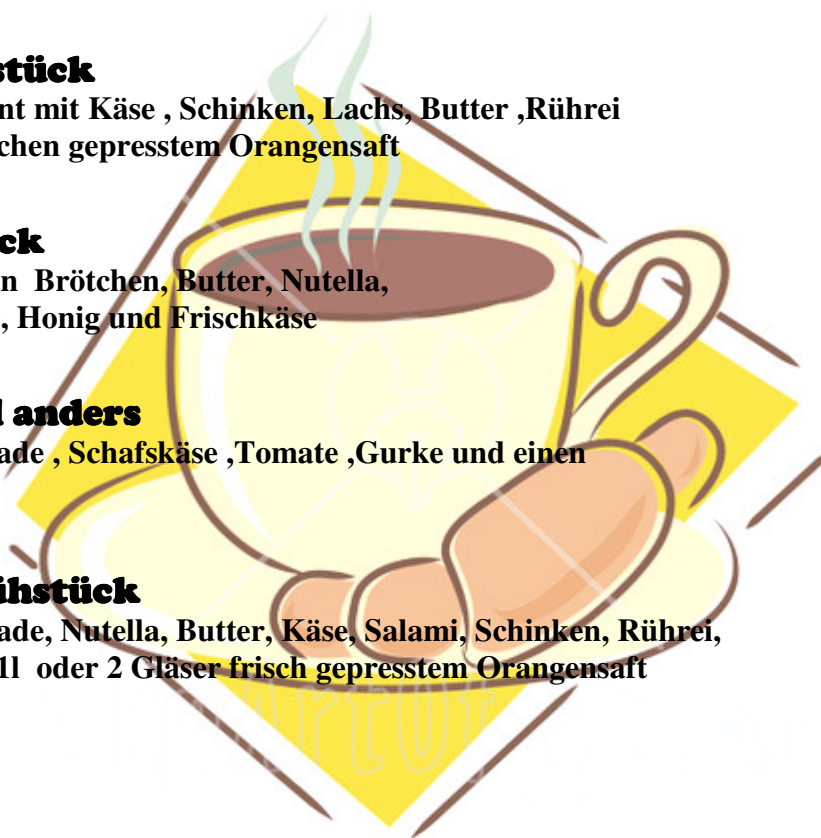 stück
nt mit Käse , Schinken, Lachs, Butter ,Rührei
chen gepresstem Orangensaft
ck
n Brötchen, Butter, Nutella,
, Honig und Frischkäse
anders
ade , Schafskäse ,Tomate ,Gurke und einen
ühstück
ade, Nutella, Butter, Käse, Salami, Schinken, Rührei,
1l oder 2 Gläser frisch gepresstem Orangensaft